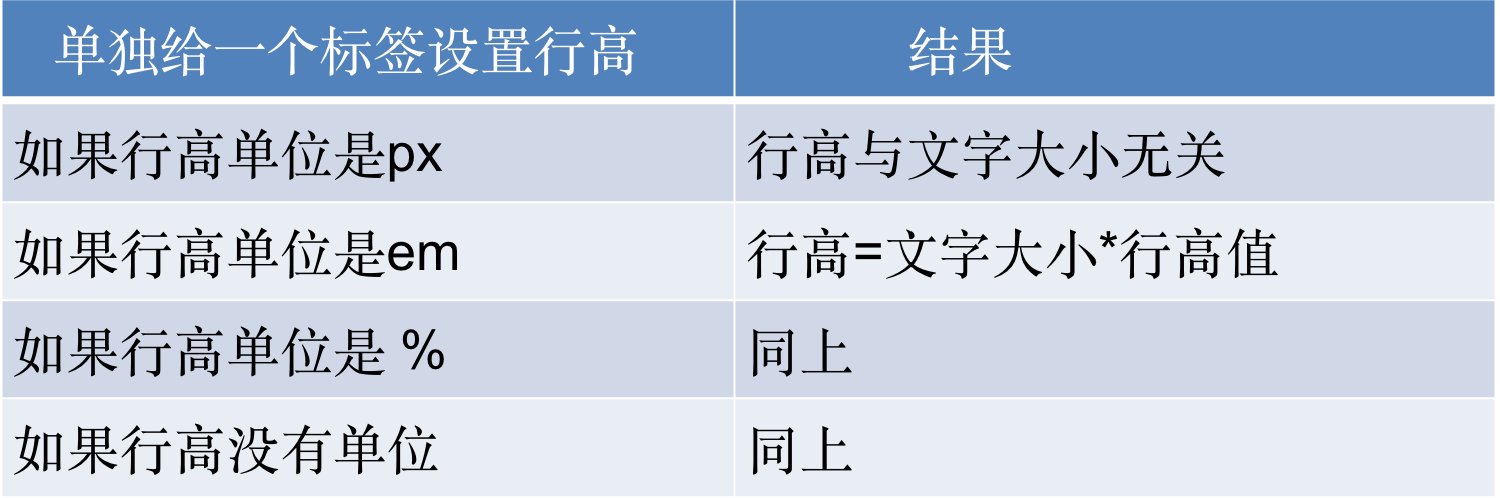 单独给一个标签设置行高 结果
如果行高单位是px 行高与文字大小无关
如果行高单位是em 行高=文字大小*行高值
如果行高单位是 % 同上
如果行高没有单位 同上